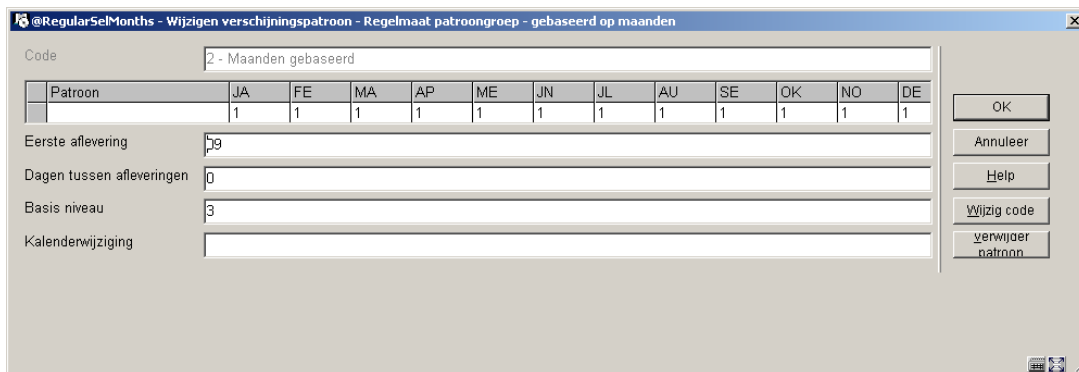 @RegularSelMonths - Wijzigen verschijningspatroon - Regelmaat patroongroep - gebaseerd op maanden
Code 2 - Maanden gebaseerd
Patroon JA FE MA AP ME JN JL AU SE OK NO DE
1 1 1 1 1 1 1 1 1 1 1 1
OK
Eerste aflevering
Annuleer
Dagen tussen afleveringen 0
Help
Basis niveau 3
Wijzig code
Kalenderwijziging
Verwijder
patroon